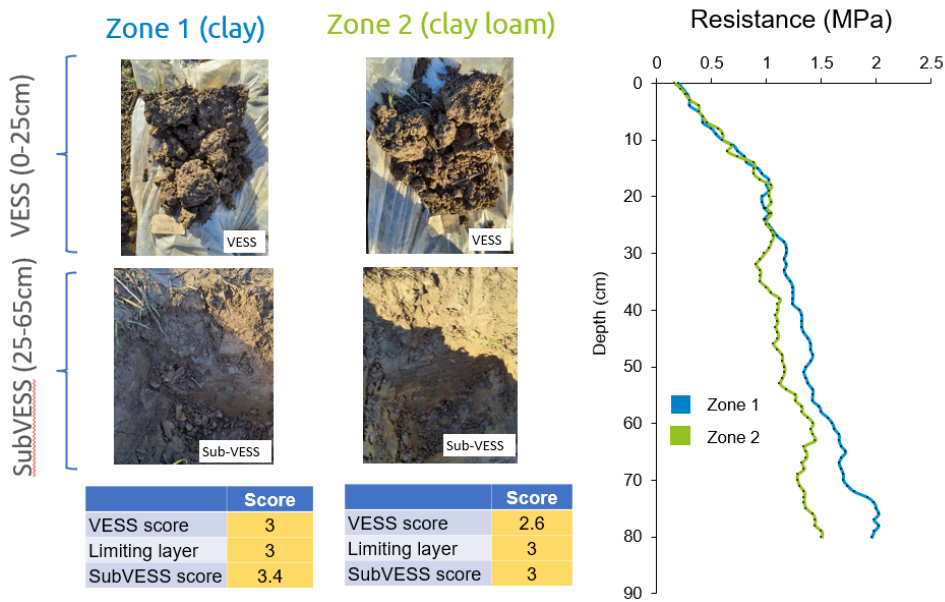 Zone 1 (clay)
Zone 2 (clay loam)
VESS (0-25cm)
VESS
VESS
SubVESS (25-65cm)
Sub-VESS
Sub-VESS
Score
VESS score 3
Limiting layer 3
SubVESS score 3.4
Score
VESS score 2.6
Limiting layer 3
SubVESS score 3
Resistance (MPa)
0 0.5 1 1.5 2 2.5
0
10
20
30
40
50
60
70
80
90
Depth (cm)
Zone 1
Zone 2